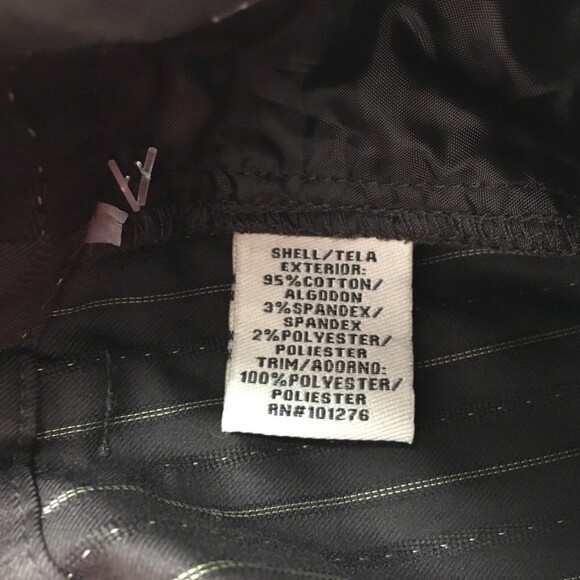 SHELL/TELA
EXTERIOR:
95%COTTON/
ALGODON
3%SPANDEX/
SPANDEX
2%POLYESTER/
POLIESTER
TRIM/ADORNO:
100%POLYESTER/
POLIESTER
RN#101276